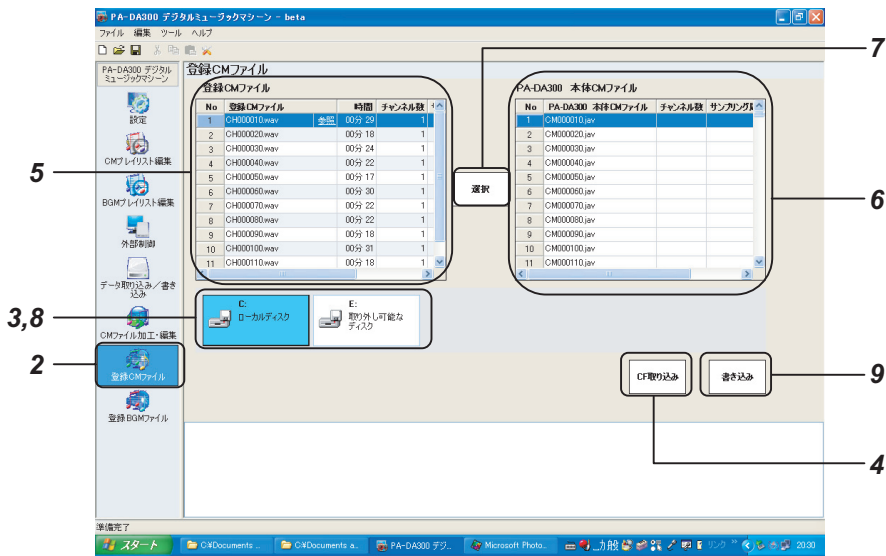 PA-DA300 デジタルミュージックマシーン - beta
ファイル 編集 ツール ヘルプ
PA-DA300 デジタル
ミュージックマシーン
設定
CMプレイリスト編集
BGMプレイリスト編集
外部制御
データ取り込み/書き
込み
CMファイル加工・編集
登録CMファイル
登録BGMファイル
登録CMファイル
登録CMファイル
No 登録CMファイル 時間 チャンネル数
1 CH000010.wav 参照 00分 29 1
2 CH000020.wav 00分 18 1
3 CH000030.wav 00分 24 1
4 CH000040.wav 00分 22 1
5 CH000050.wav 00分 17 1
6 CH000060.wav 00分 30 1
7 CH000070.wav 00分 22 1
8 CH000080.wav 00分 22 1
9 CH000090.wav 00分 18 1
10 CH000100.wav 00分 31 1
11 CH000110.wav 00分 18 1
選択
PA-DA300 本体CMファイル
No PA-DA300 本体CMファイル チャンネル数 サンプリング
1 CM000010.jav
2 CM000020.jav
3 CM000030.jav
4 CM000040.jav
5 CM000050.jav
6 CM000060.jav
7 CM000070.jav
8 CM000080.jav
9 CM000090.jav
10 CM000100.jav
11 CM000110.jav
C:
ローカルディスク
E:
取り外し可能な
ディスク
CF取り込み
書き込み
準備完了
スタート
C:¥Documents ...
C:¥Documents a...
PA-DA300 デジ...
Microsoft Photo...
カ般
リンク
20:30
7
5
6
3,8
2
9
4